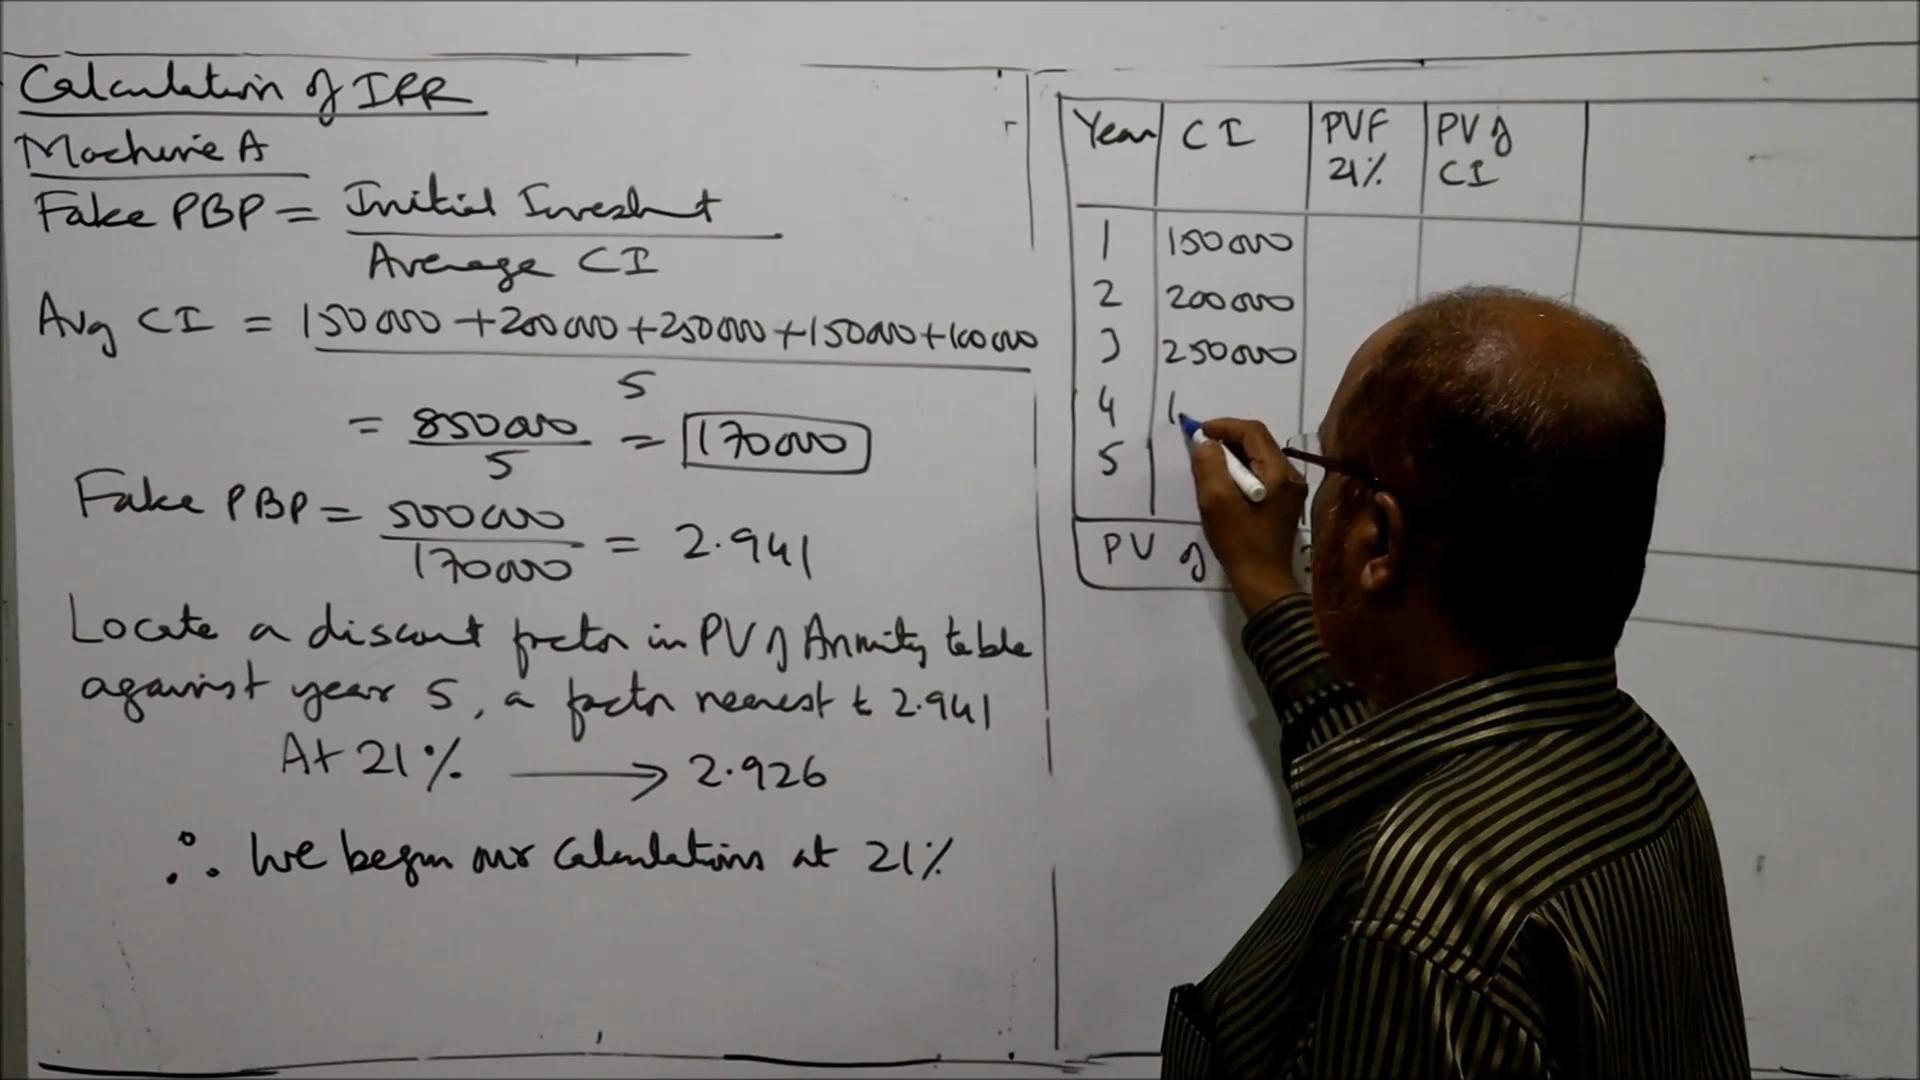 Calculation of IRR
Machine A
Fake PBP = Initial Investment
Average CI
Avg CI = 150000 + 200000 + 250000 + 150000 + 100000
5
= 850000
5
= 170000
Fake PBP = 500000
170000
= 2.941
Locate a discount factor in PV of Annuity table
against year 5, a factor nearest to 2.941
At 21% → 2.926
∴ We begin our Calculations at 21%
Year CI PVF 21% PV of CI
1 150000
2 200000
3 250000
4 1
5
PV of